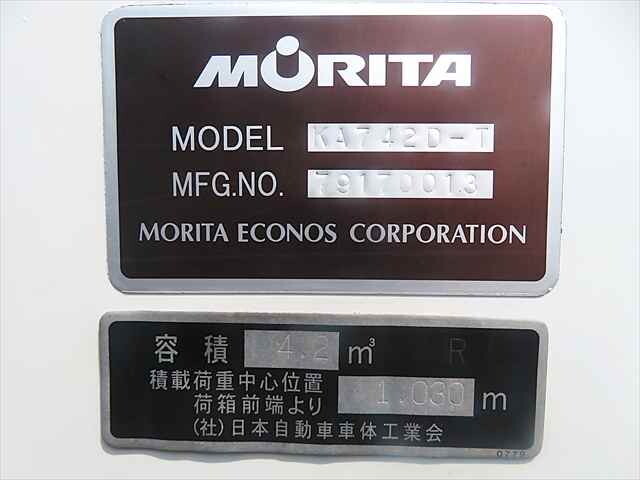 MORITA
MODEL KA742D-T
MFG.NO. 79170013
MORITA ECONOS CORPORATION
容積 4.2 m³ R
積載荷重中心位置
荷箱前端より 1.030 m
(社)日本自動車車体工業会